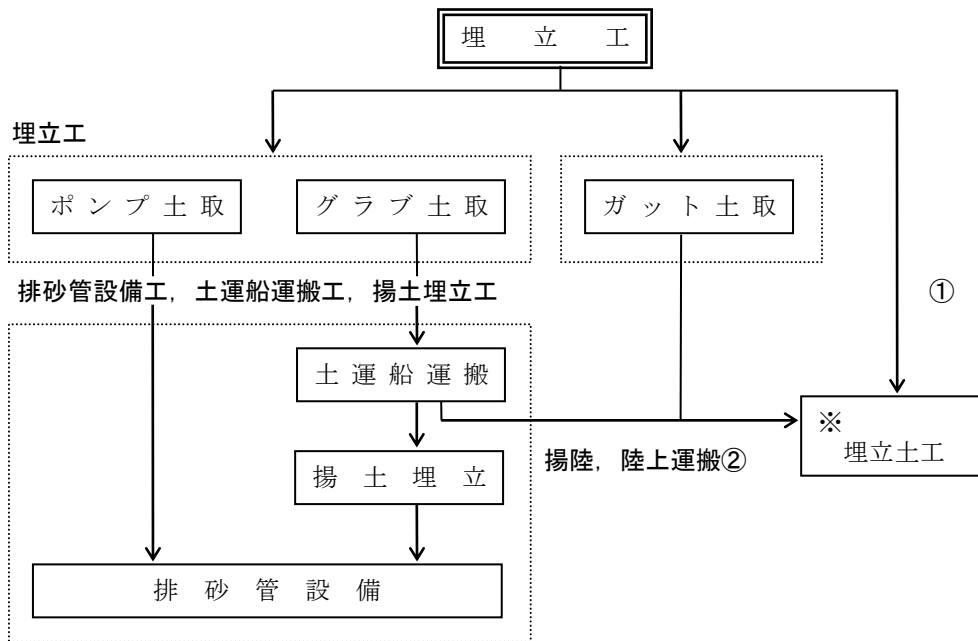 埋立工
埋立工
ポンプ土取
グラブ土取
ガット土取
排砂管設備工，土運船運搬工，揚土埋立工
①
土運船運搬
※
埋立土工
揚土埋立
揚陸，陸上運搬②
排砂管設備